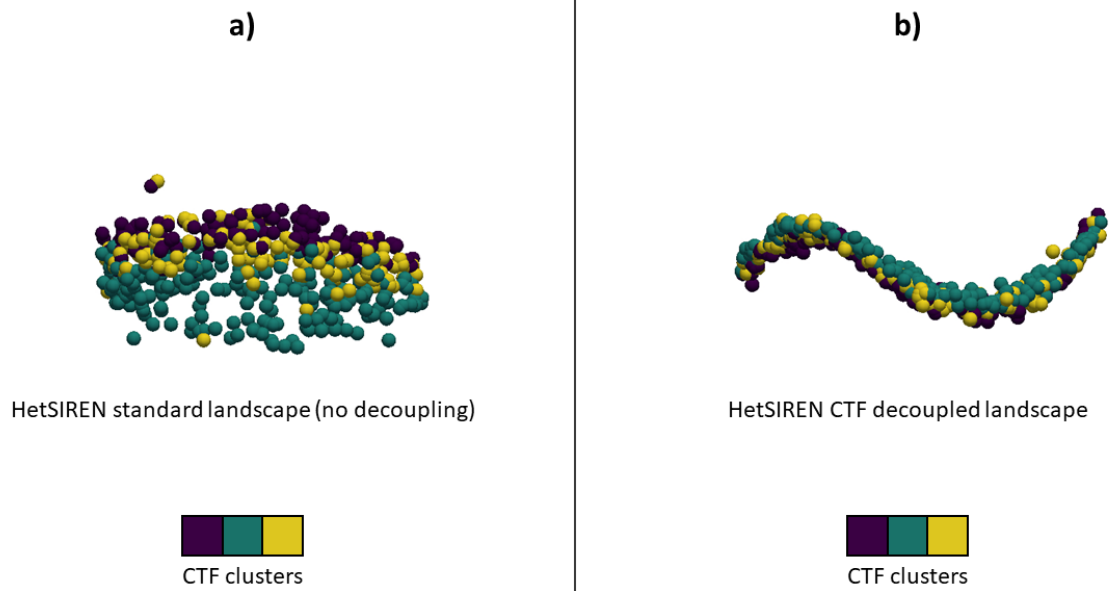 a)
b)
HetSIREN standard landscape (no decoupling)
HetSIREN CTF decoupled landscape
CTF clusters
CTF clusters